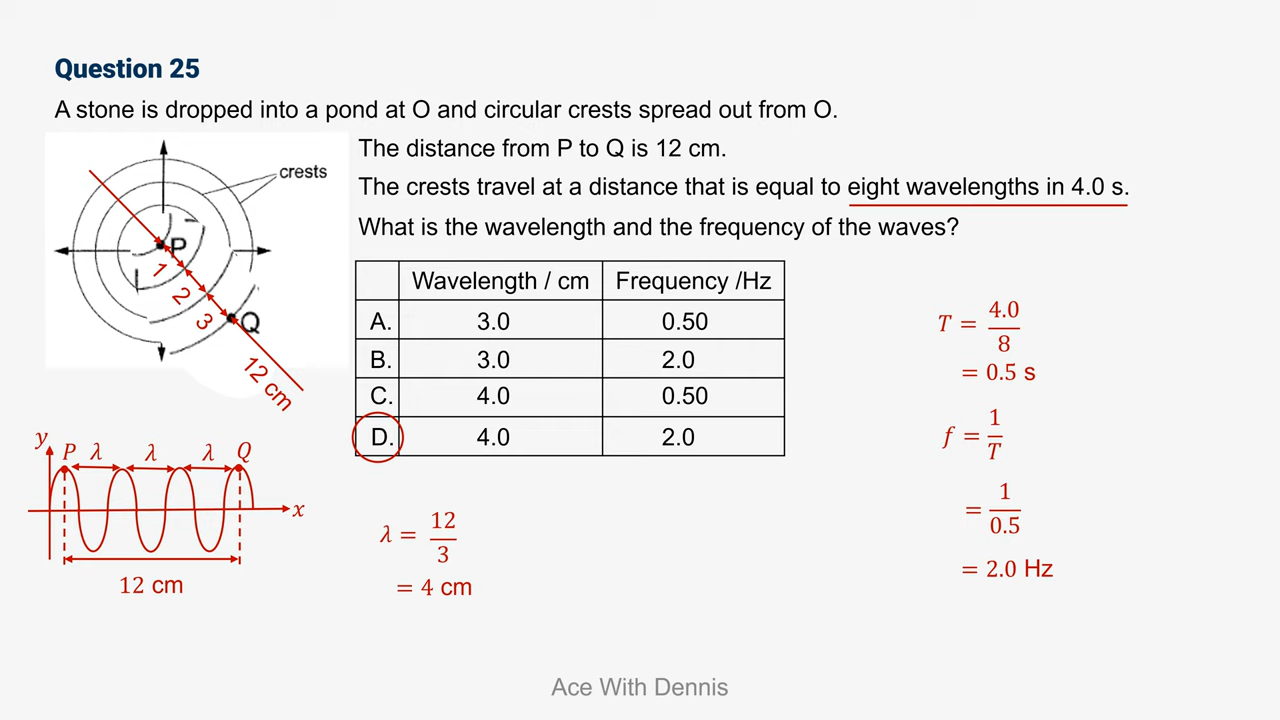 Question 25
A stone is dropped into a pond at O and circular crests spread out from O.
The distance from P to Q is 12 cm.
The crests travel at a distance that is equal to eight wavelengths in 4.0 s.
What is the wavelength and the frequency of the waves?
crests
P
1
2
3
Q
12 cm
Wavelength / cm Frequency /Hz
A. 3.0 0.50
B. 3.0 2.0
C. 4.0 0.50
D. 4.0 2.0
y P λ λ λ Q
x
12 cm
λ = 12/3
= 4 cm
T = 4.0/8
= 0.5 s
f = 1/T
= 1/0.5
= 2.0 Hz
Ace With Dennis